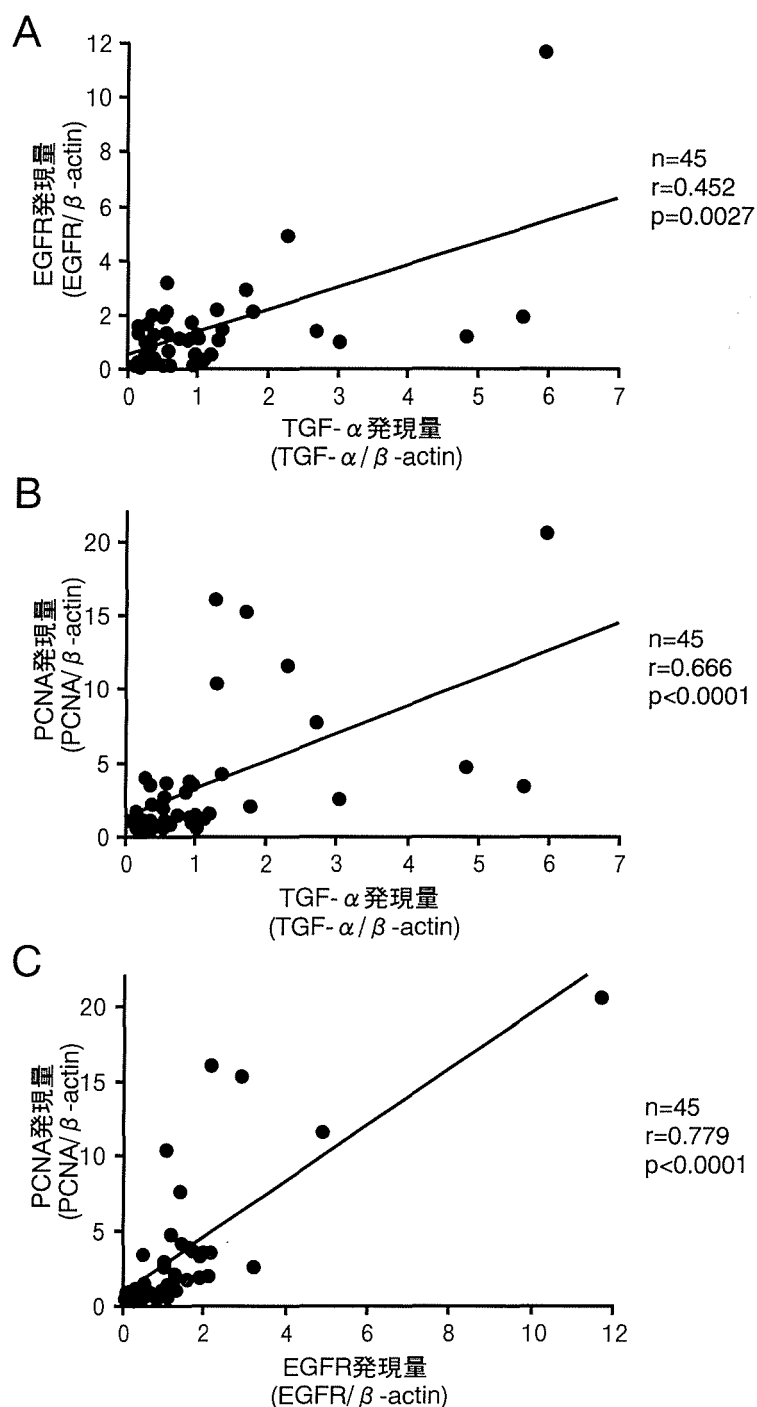 A
12
10
8
6
4
2
0
EGFR発現量
(EGFR/β-actin)
n=45
r=0.452
p=0.0027
0 1 2 3 4 5 6 7
TGF-α発現量
(TGF-α/β-actin)
B
20
15
10
5
0
PCNA発現量
(PCNA/β-actin)
n=45
r=0.666
p<0.0001
0 1 2 3 4 5 6 7
TGF-α発現量
(TGF-α/β-actin)
C
20
15
10
5
0
PCNA発現量
(PCNA/β-actin)
n=45
r=0.779
p<0.0001
0 2 4 6 8 10 12
EGFR発現量
(EGFR/β-actin)